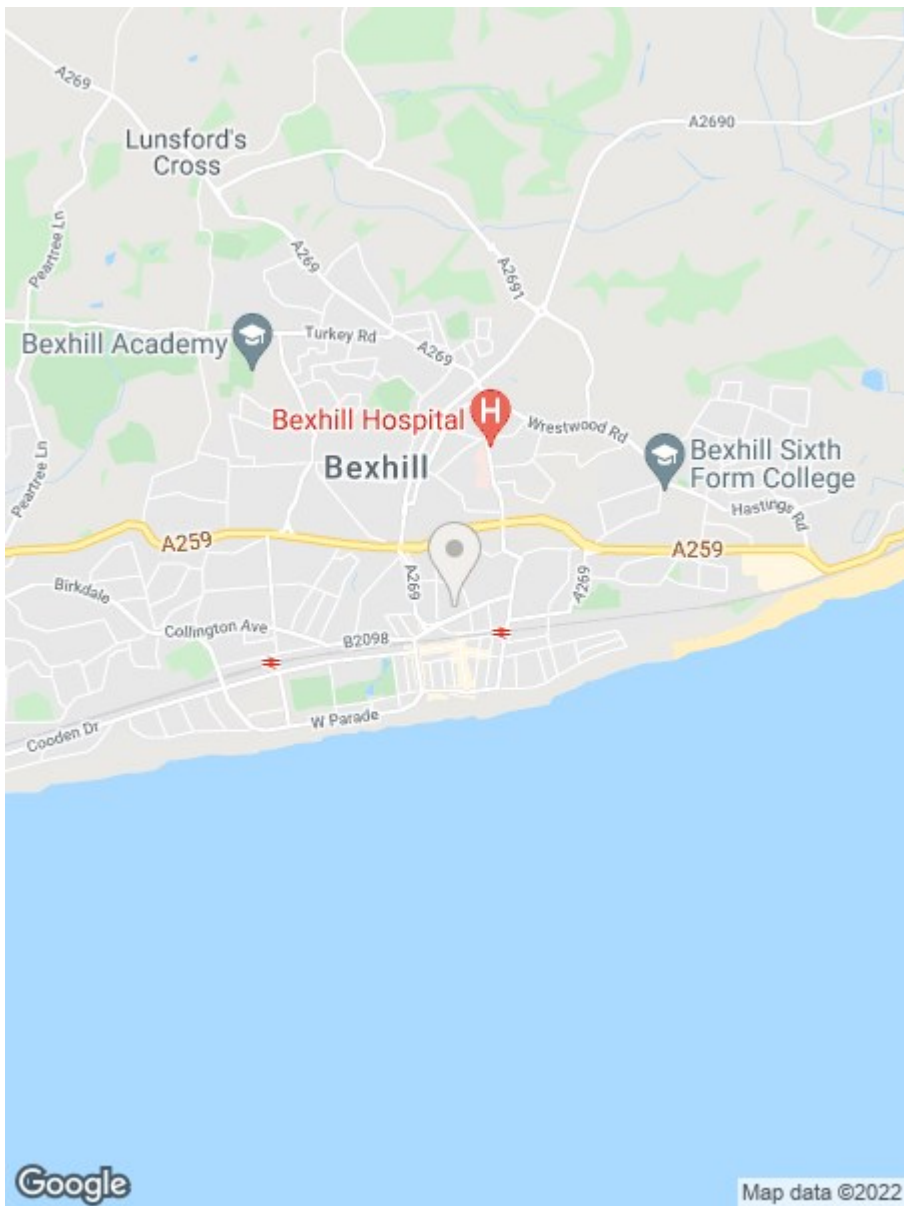 A269
A2690
Lunsford's
Cross
Peartree Ln
A269
A2691
Turkey Rd
Bexhill Academy
A269
Bexhill Hospital
H
Wrestwood Rd
Bexhill
Bexhill Sixth
Form College
Peartree Ln
Hastings Rd
A259
A259
Birkdale
A269
A269
Collington Ave
B2098
W Parade
Cooden Dr
Google
Map data ©2022